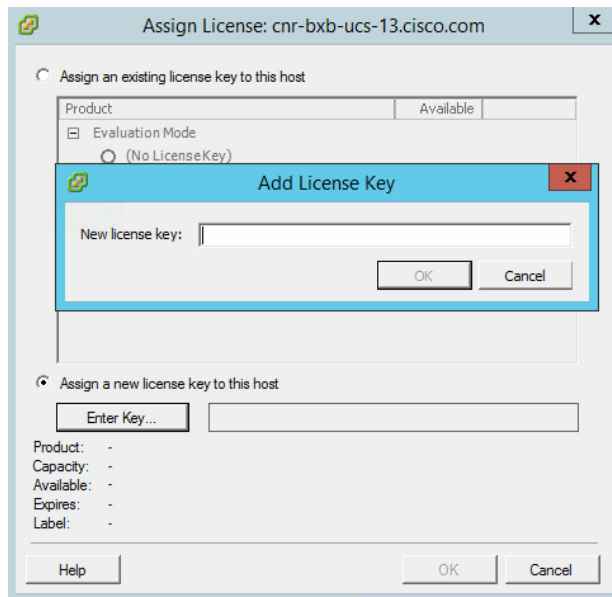 Assign License: cnr-bxb-ucs-13.cisco.com
x
Assign an existing license key to this host
Product Available
Evaluation Mode
(No License Key)
Add License Key
x
New license key:
OK Cancel
Assign a new license key to this host
Enter Key...
Product: -
Capacity: -
Available: -
Expires: -
Label: -
Help OK Cancel